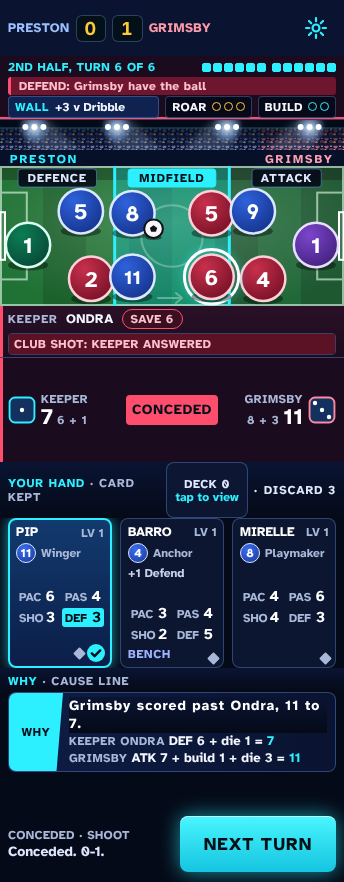 PRESTON 0 1 GRIMSBY
2ND HALF, TURN 6 OF 6
DEFEND: Grimsby have the ball
WALL +3 v Dribble
ROAR
BUILD
PRESTON
GRIMSBY
DEFENCE
MIDFIELD
ATTACK
5
8
5
9
1
1
2
11
6
4
KEEPER ONDRA SAVE 6
CLUB SHOT: KEEPER ANSWERED
KEEPER
7 6 + 1
CONCEDED
GRIMSBY
8 + 3 11
YOUR HAND · CARD KEPT
DECK 0
tap to view
· DISCARD 3
PIP LV 1
11 Winger
PAC 6 PAS 4
SHO 3 DEF 3
BARRO LV 1
4 Anchor
+1 Defend
PAC 3 PAS 4
SHO 2 DEF 5
BENCH
MIRELLE LV 1
8 Playmaker
PAC 4 PAS 6
SHO 4 DEF 3
WHY · CAUSE LINE
WHY
Grimsby scored past Ondra, 11 to
7.
KEEPER ONDRA DEF 6 + die 1 = 7
GRIMSBY ATK 7 + build 1 + die 3 = 11
CONCEDED · SHOOT
Conceded. 0-1.
NEXT TURN